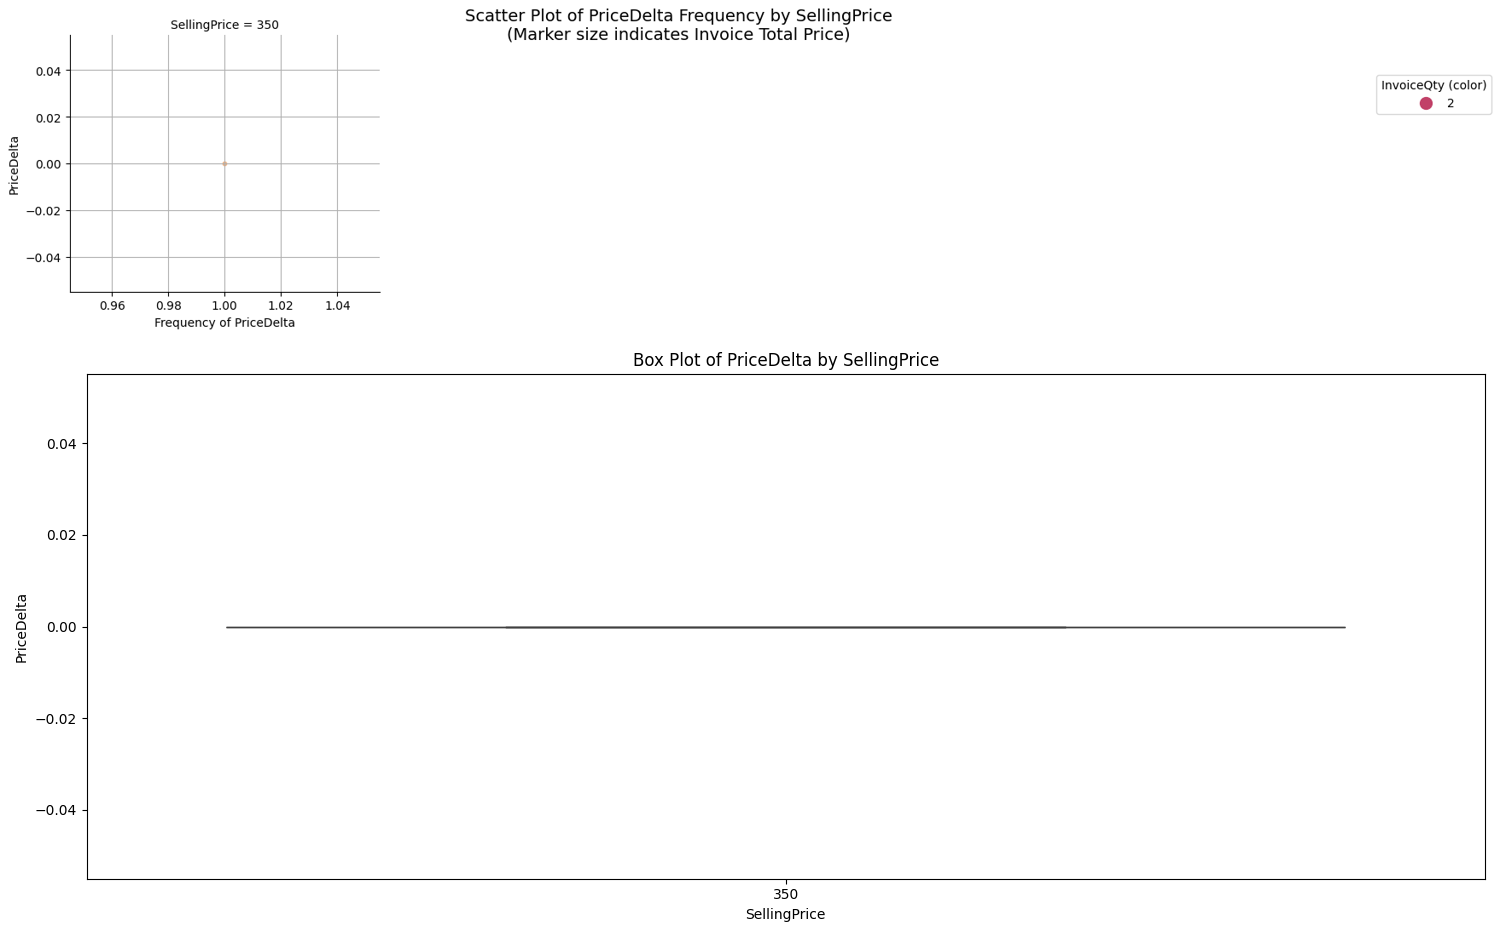 Scatter Plot of PriceDelta Frequency by SellingPrice
(Marker size indicates Invoice Total Price)
SellingPrice = 350
0.04
0.02
0.00
−0.02
−0.04
PriceDelta
0.96 0.98 1.00 1.02 1.04
Frequency of PriceDelta
InvoiceQty (color)
2
Box Plot of PriceDelta by SellingPrice
0.04
0.02
0.00
−0.02
−0.04
PriceDelta
350
SellingPrice